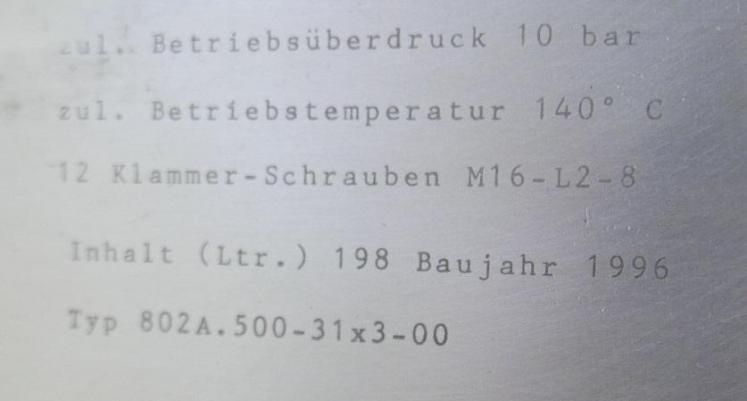 zul. Betriebsüberdruck 10 bar
zul. Betriebstemperatur 140° C
12 Klammer-Schrauben M16-L2-8
Inhalt (Ltr.) 198 Baujahr 1996
Typ 802A.500-31x3-00